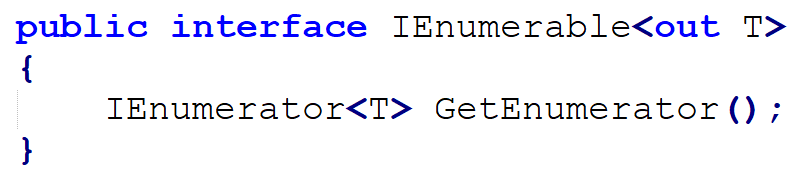 public interface IEnumerable<out T>
{
    IEnumerator<T> GetEnumerator();
}